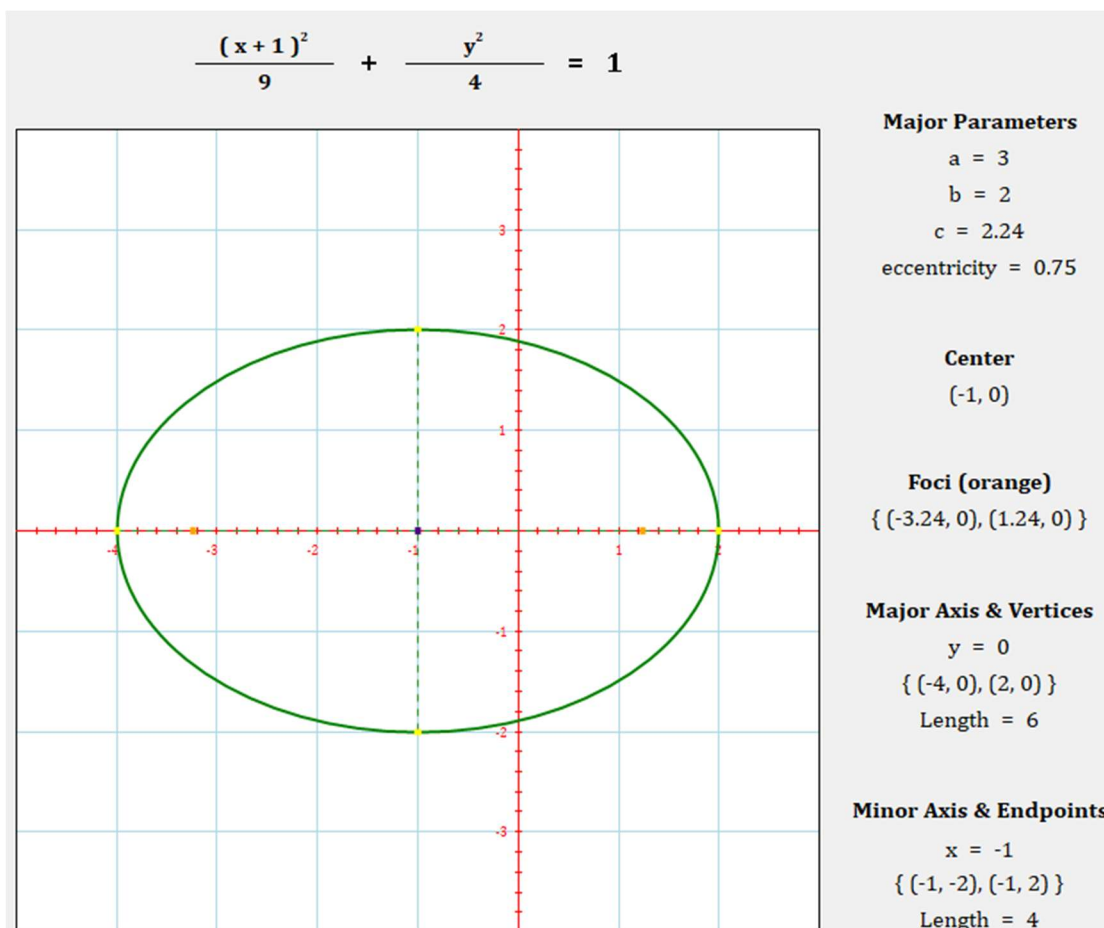 ( x + 1 )²
9
+
y²
4
= 1
Major Parameters
a = 3
b = 2
c = 2.24
eccentricity = 0.75
Center
(-1, 0)
Foci (orange)
{ (-3.24, 0), (1.24, 0) }
Major Axis & Vertices
y = 0
{ (-4, 0), (2, 0) }
Length = 6
Minor Axis & Endpoints
x = -1
{ (-1, -2), (-1, 2) }
Length = 4
3
2
1
-4 -3 -2 -1 1 2
-1
-2
-3